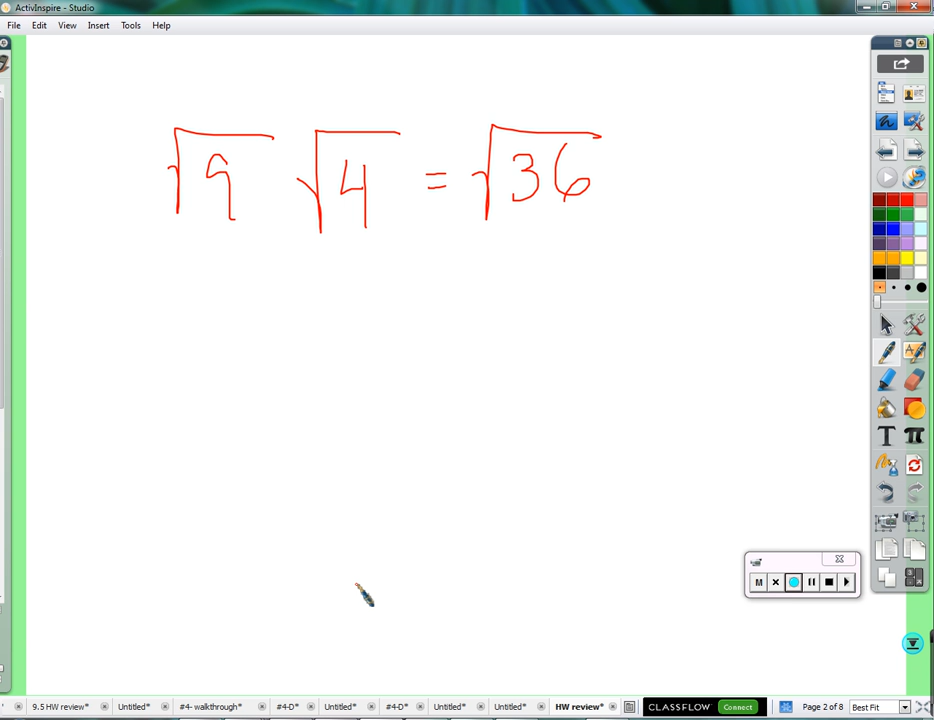 ActivInspire - Studio
File Edit View Insert Tools Help
√9 √4 = √36
M
9.5 HW review* Untitled* #4- walkthrough* #4-D* Untitled* #4-D* Untitled* Untitled* HW review* CLASSFLOW Connect Page 2 of 8 Best Fit